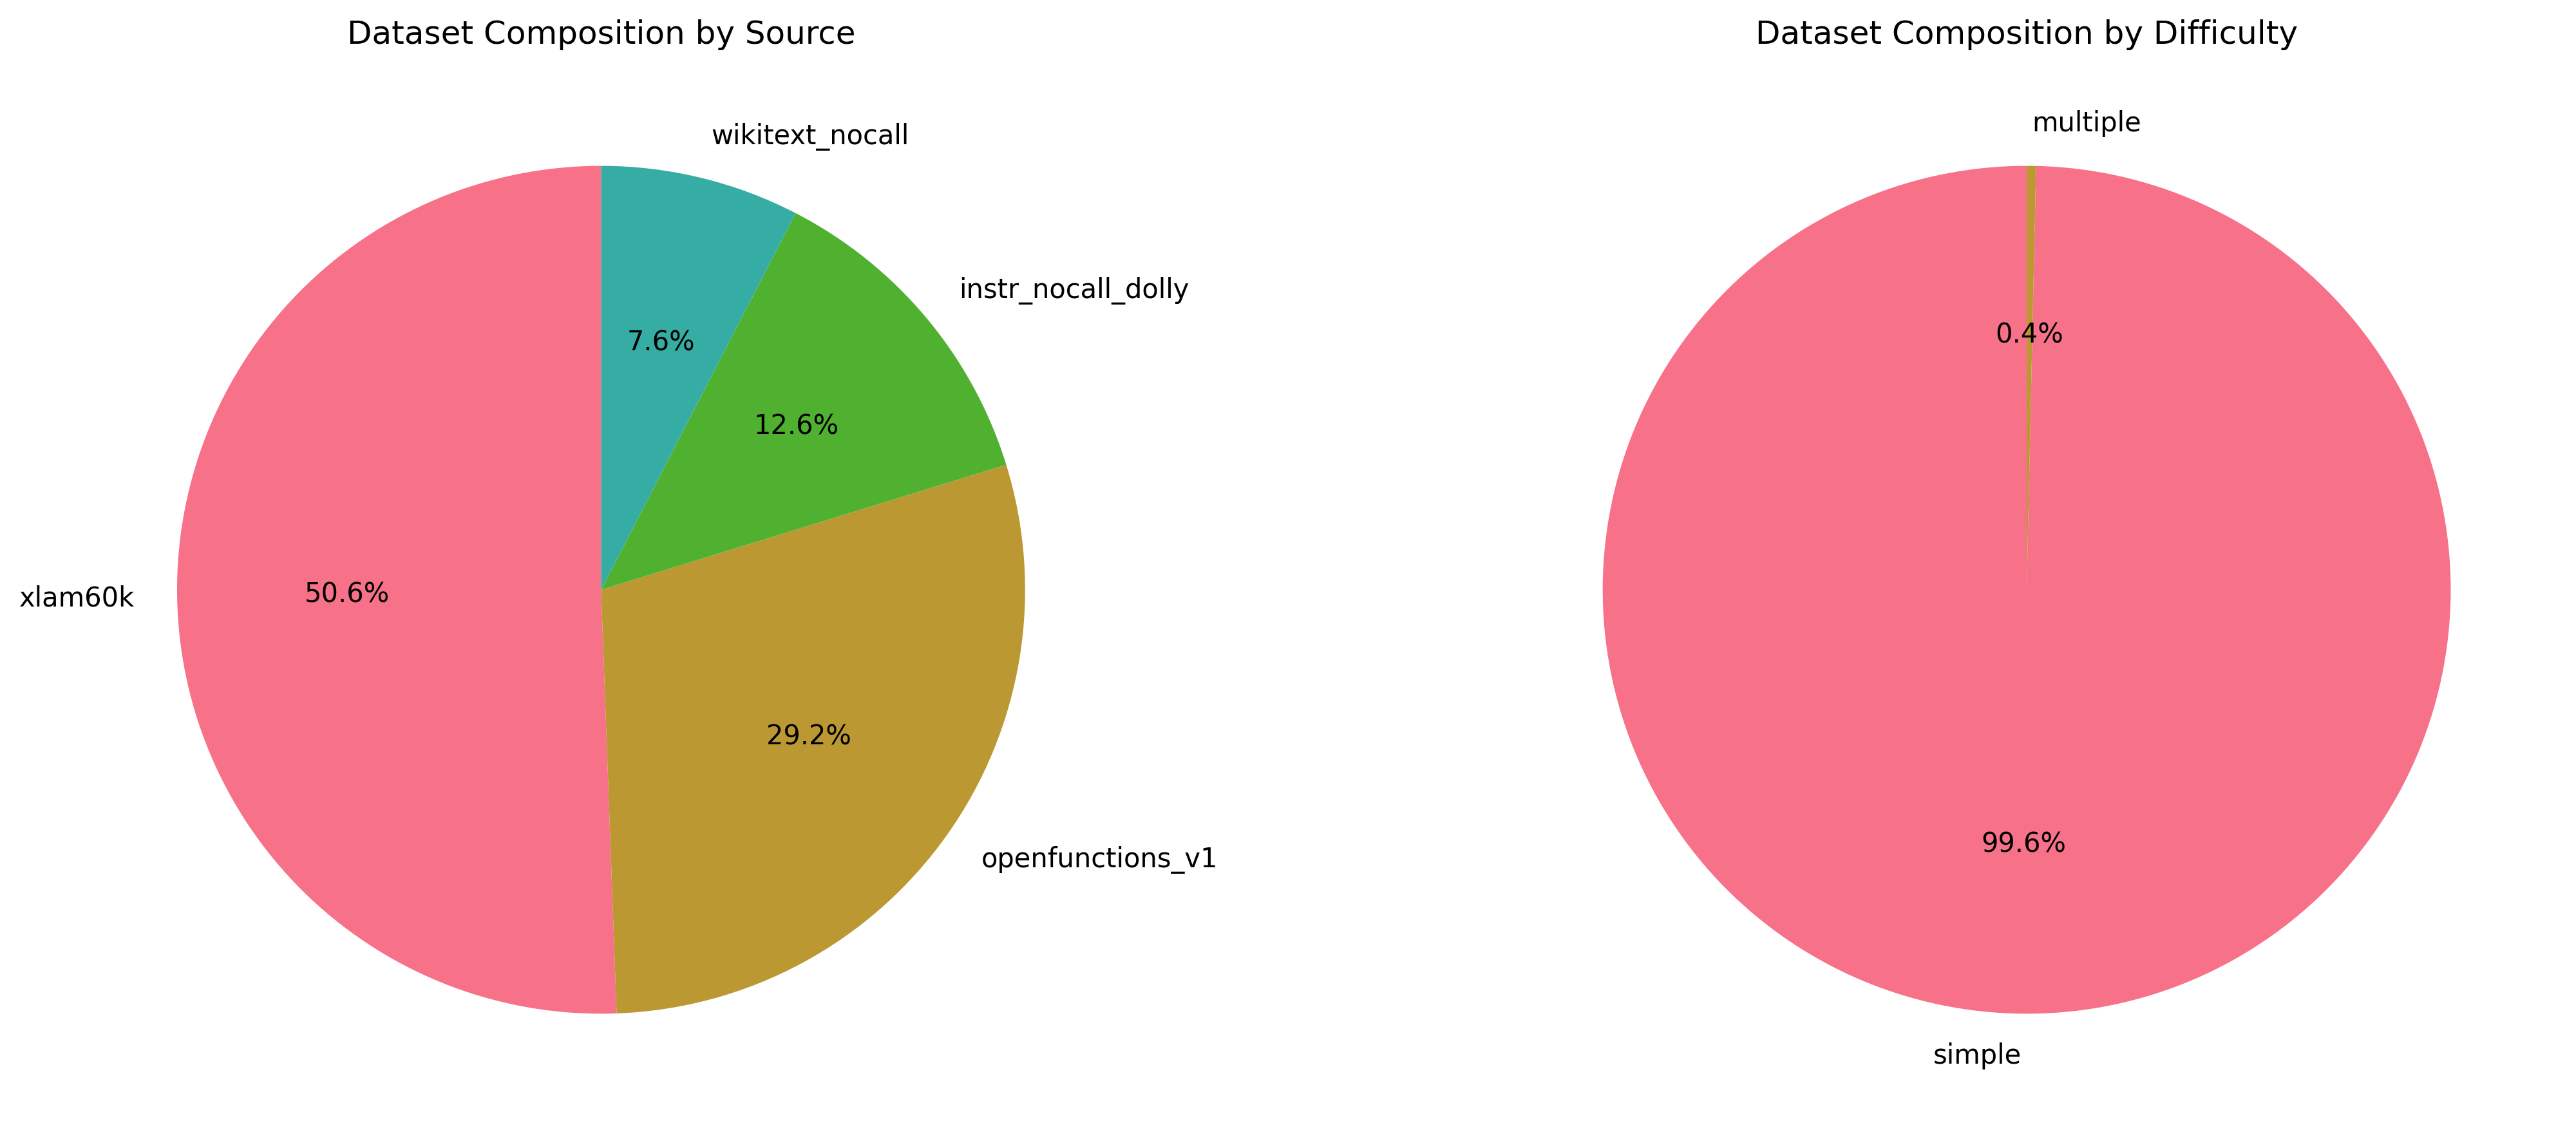 Dataset Composition by Source
wikitext_nocall
instr_nocall_dolly
7.6%
12.6%
xlam60k
50.6%
29.2%
openfunctions_v1
Dataset Composition by Difficulty
multiple
0.4%
99.6%
simple